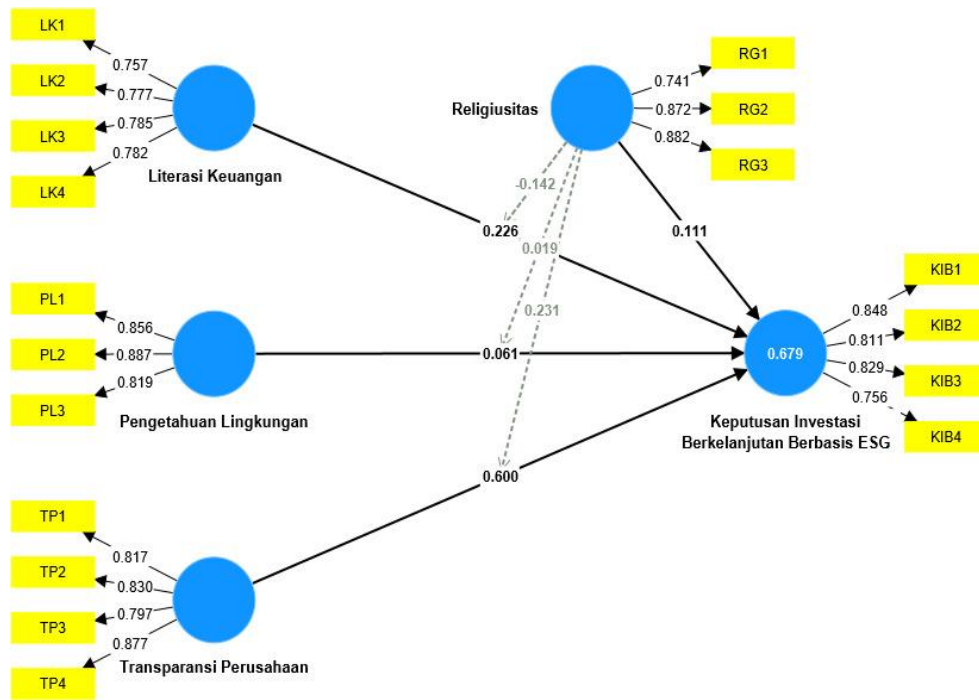 LK1
0.757
LK2
0.777
LK3
0.785
LK4
0.782
Literasi Keuangan
Religiusitas
RG1
0.741
RG2
0.872
RG3
0.882
-0.142
0.226
0.019
0.231
0.111
PL1
0.856
PL2
0.887
PL3
0.819
Pengetahuan Lingkungan
0.061
0.679
Keputusan Investasi
Berkelanjutan Berbasis ESG
KIB1
0.848
KIB2
0.811
KIB3
0.829
KIB4
0.756
0.600
TP1
0.817
TP2
0.830
TP3
0.797
TP4
0.877
Transparansi Perusahaan